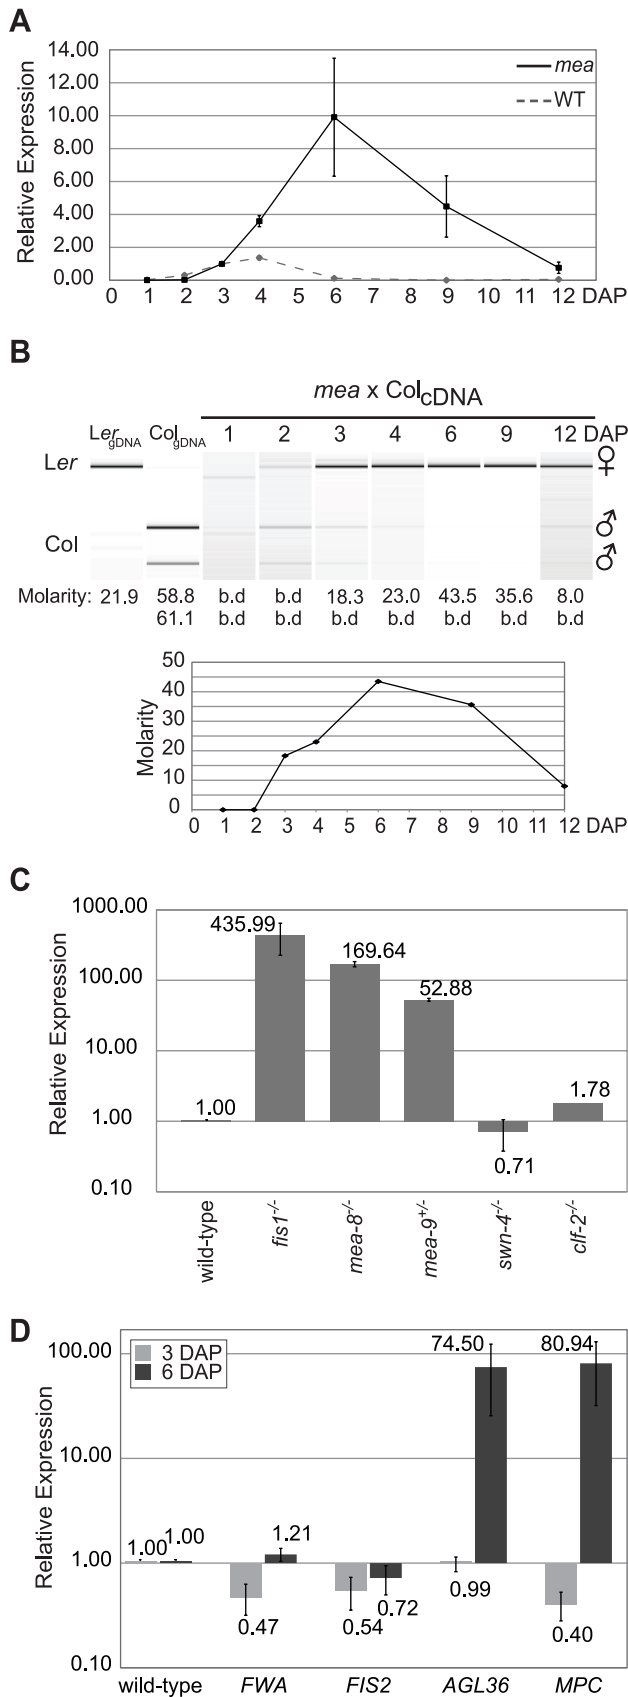 A
14.00
12.00
10.00
8.00
6.00
4.00
2.00
0.00
Relative Expression
mea
WT
0 1 2 3 4 5 6 7 8 9 10 11 12 DAP
B
mea x ColcDNA
LergDNA ColgDNA 1 2 3 4 6 9 12 DAP
Ler ♀
Col ♂
♂
Molarity: 21.9 58.8 b.d b.d 18.3 23.0 43.5 35.6 8.0
61.1 b.d b.d b.d b.d b.d b.d b.d
50
40
30
20
10
0
Molarity
0 1 2 3 4 5 6 7 8 9 10 11 12 DAP
C
1000.00
100.00
10.00
1.00
0.10
Relative Expression
1.00
435.99
169.64
52.88
0.71
1.78
wild-type
fis1-/-
mea-8-/-
mea-9+/-
swn-4-/-
clf-2-/-
D
3 DAP
6 DAP
100.00
10.00
1.00
0.10
Relative Expression
1.00 1.00
0.47 1.21
0.54 0.72
0.99 74.50
0.40 80.94
wild-type FWA FIS2 AGL36 MPC